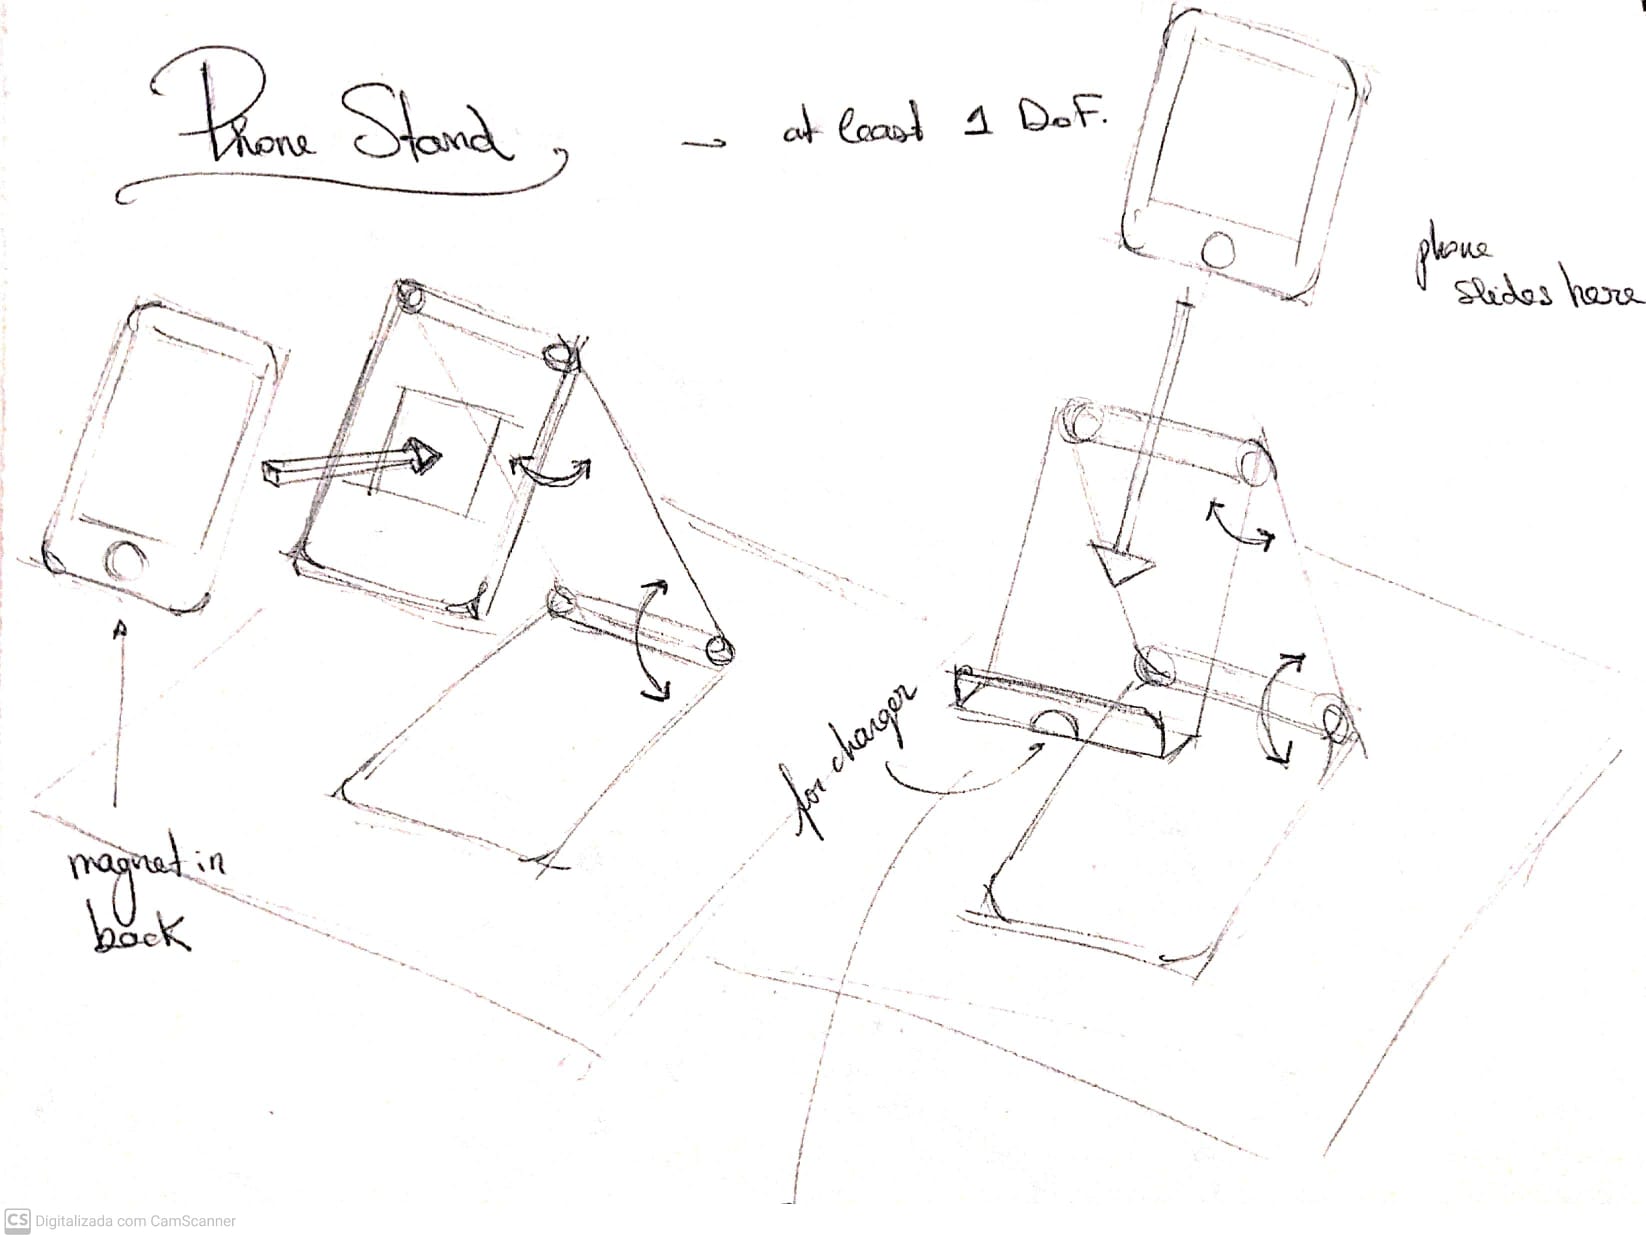 Phone Stand,
→ at least 1 DoF.
phone
slides here
for charger
magnet in
back
CS Digitalizada com CamScanner